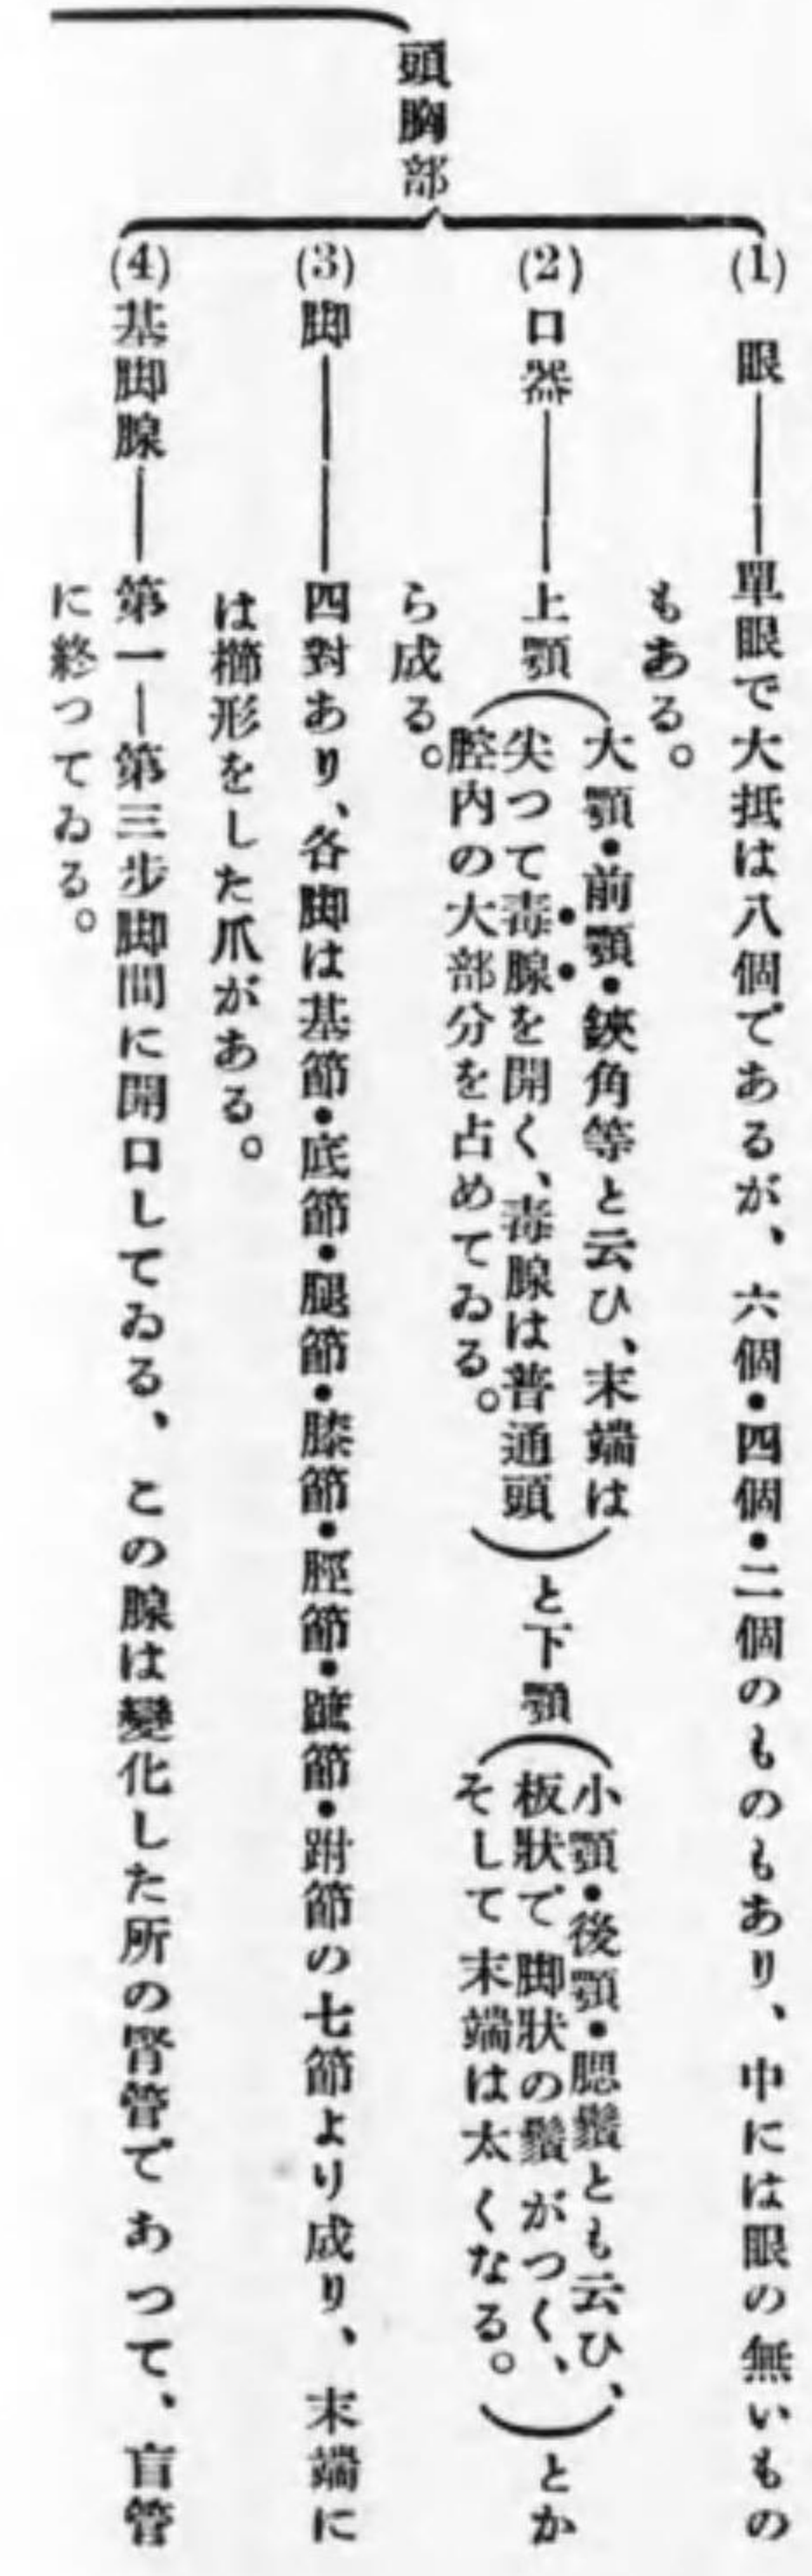 頭胸部
(1) 眼――單眼で大抵は八個であるが、六個・四個・二個のものもあり、中には眼の無いもの
もある。
(2) 口器――上顎(
大顎・前顎・鋏角等と云ひ、末端は
尖つて毒腺を開く、毒腺は普通頭
腔內の大部分を占めてゐる。
)と下顎(
小顎・後顎・腮鬚とも云ひ、
板狀で脚狀の鬚がつく、
そして末端は太くなる。
)とか
ら成る。
(3) 脚――四對あり、各脚は基節・底節・腿節・膝節・脛節・蹠節・跗節の七節より成り、末端に
は櫛形をした爪がある。
(4) 基脚腺――第一―第三步脚間に開口してゐる、この腺は變化した所の腎管であつて、盲管
に終つてゐる。